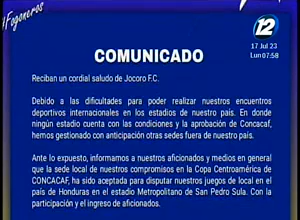 #Fogoneros
12
17 Jul 23
Lun 07:58
COMUNICADO
Reciban un cordial saludo de Jocoro F.C.
Debido a las dificultades para poder realizar nuestros encuentros
deportivos internacionales en los estadios de nuestro país. En donde
ningún estadio cuenta con las condiciones y la aprobación de Concacaf,
hemos gestionado con anticipación otras sedes fuera de nuestro país.
Ante lo expuesto, informamos a nuestros aficionados y medios en general
que la sede local de nuestros compromisos en la Copa Centroamérica de
CONCACAF, ha sido aceptada para disputar nuestros juegos de local en el
país de Honduras en el estadio Metropolitano de San Pedro Sula. Con la
participación y el ingreso de aficionados.